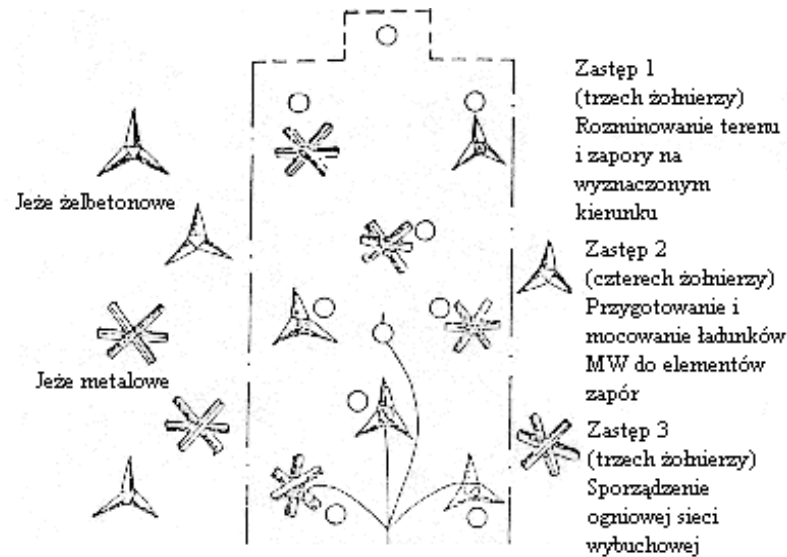 Zastęp 1
(trzech żołnierzy)
Rozminowanie terenu
i zapory na
wyznaczonym
kierunku
Jeże żelbetonowe
Zastęp 2
(czterech żołnierzy)
Przygotowanie i
mocowanie ładunków
MW do elementów
zapór
Jeże metalowe
Zastęp 3
(trzech żołnierzy)
Sporządzenie
ogniowej sieci
wybuchowej